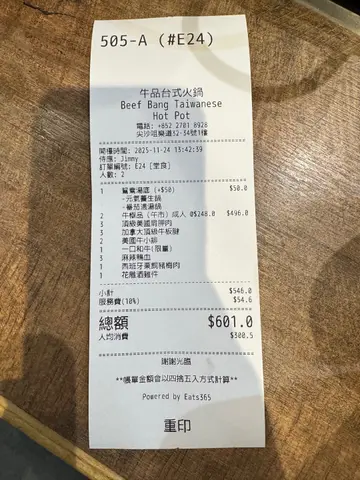 505-A (#E24)
牛品台式火鍋
Beef Bang Taiwanese
Hot Pot
電話: +852 2701 8928
尖沙咀樂道32-34號1樓
開檯時間: 2025-11-24 13:42:39
侍應: Jimmy
訂單編號: E24 [堂食]
人數: 2
1 鴛鴦湯底 (+$50) $50.0
-元氣養生鍋
-番茄濃湯鍋
2 牛極品 (午市) 成人 @$248.0 $496.0
3 頂級美國肩胛肉
3 加拿大頂級牛板腱
2 美國牛小排
1 一口和牛(限量)
3 麻辣鴨血
1 西班牙栗飼豬梅肉
1 花雕酒雞件
小計 $546.0
服務費(10%) $54.6
總額 $601.0
人均消費 $300.5
謝謝光臨
**帳單金額會以四捨五入方式計算**
Powered by Eats365
重印